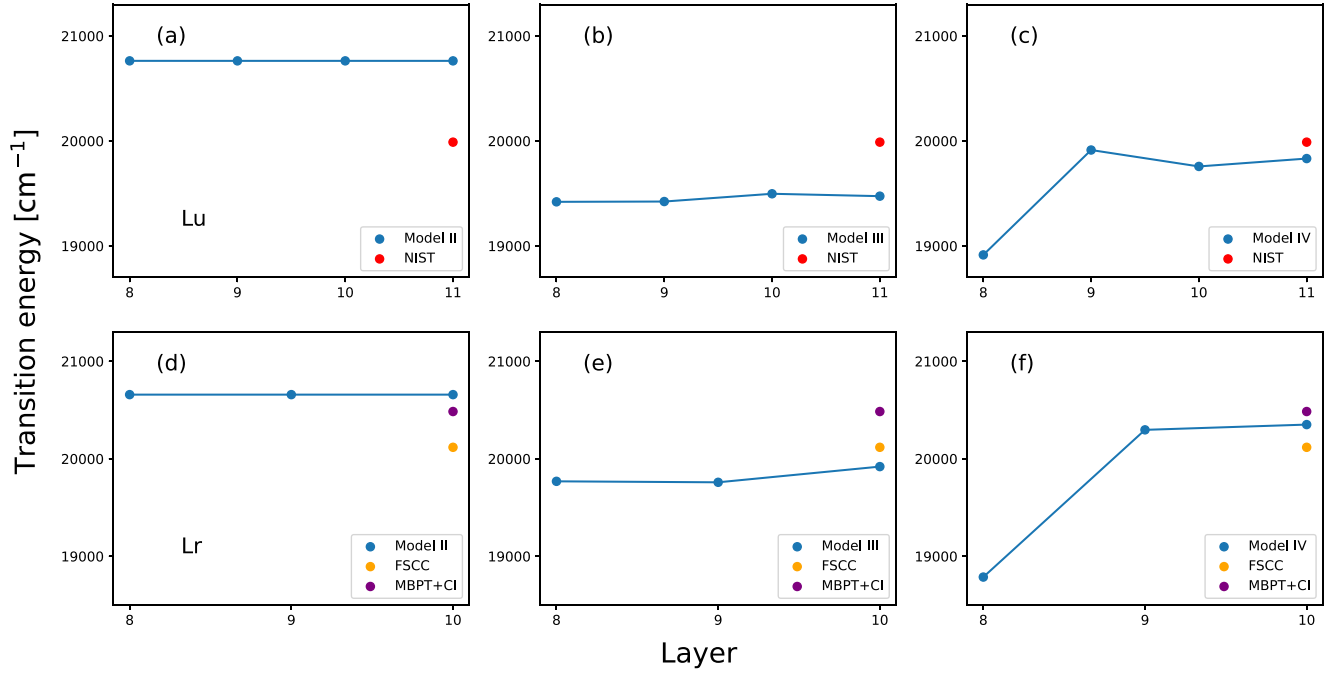 Transition energy [cm⁻¹]
(a)
21000
20000
19000
Lu
Model II
NIST
8 9 10 11
(b)
21000
20000
19000
Model III
NIST
8 9 10 11
(c)
21000
20000
19000
Model IV
NIST
8 9 10 11
(d)
21000
20000
19000
Lr
Model II
FSCC
MBPT+CI
8 9 10
(e)
21000
20000
19000
Model III
FSCC
MBPT+CI
8 9 10
(f)
21000
20000
19000
Model IV
FSCC
MBPT+CI
8 9 10
Layer